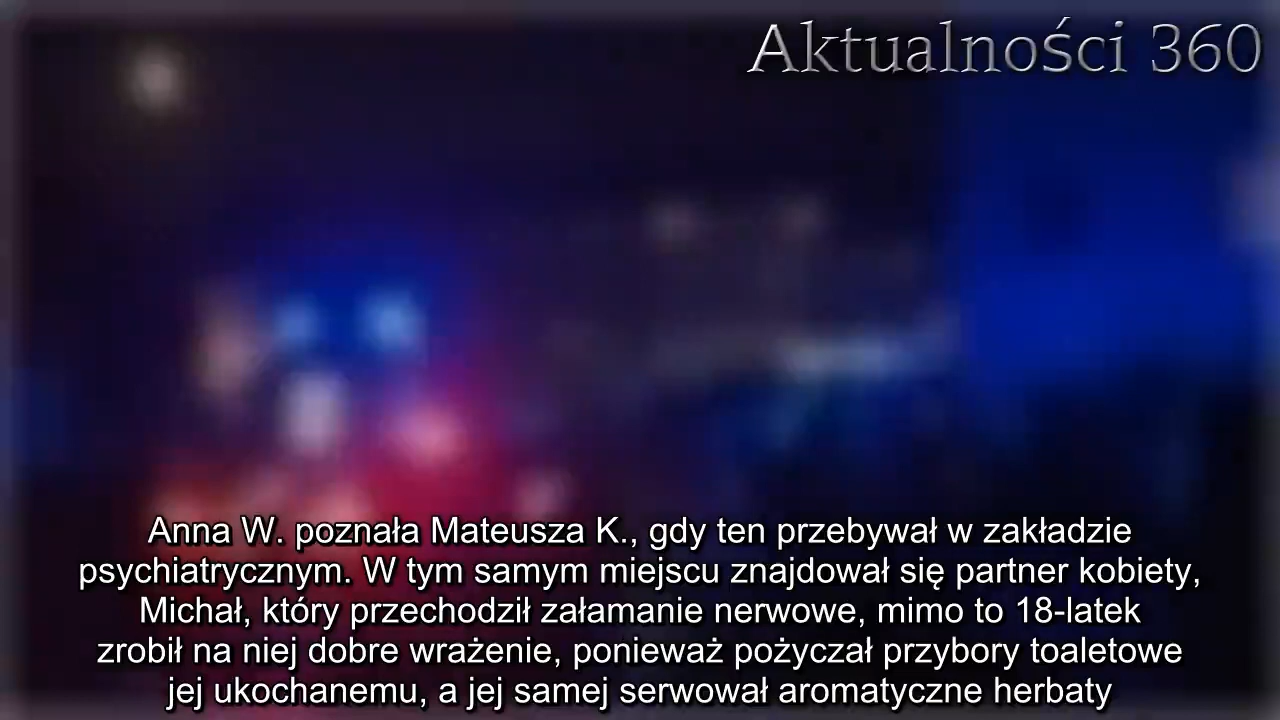 Aktualności 360
Anna W. poznała Mateusza K., gdy ten przebywał w zakładzie
psychiatrycznym. W tym samym miejscu znajdował się partner kobiety,
Michał, który przechodził załamanie nerwowe, mimo to 18-latek
zrobił na niej dobre wrażenie, ponieważ pożyczał przybory toaletowe
jej ukochanemu, a jej samej serwował aromatyczne herbaty